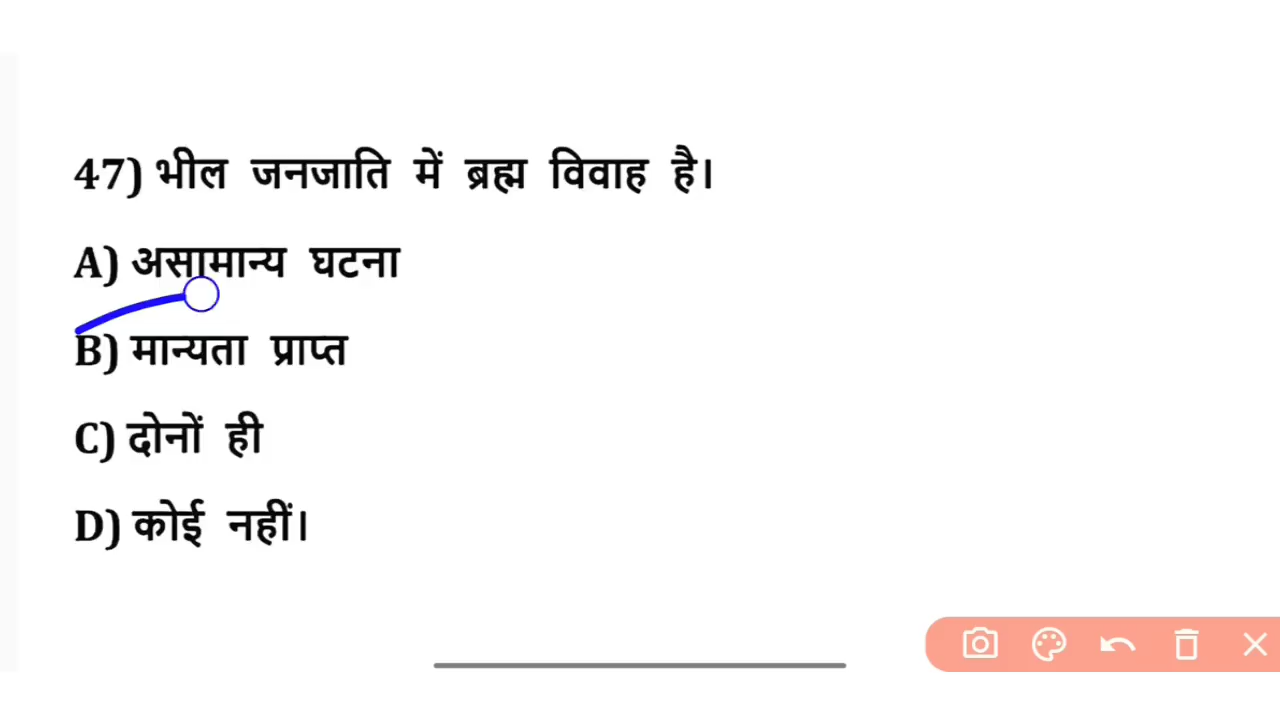 47) भील जनजाति में ब्रह्म विवाह है।
A) असामान्य घटना
B) मान्यता प्राप्त
C) दोनों ही
D) कोई नहीं।